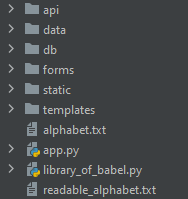 api
data
db
forms
static
templates
alphabet.txt
app.py
library_of_babel.py
readable_alphabet.txt